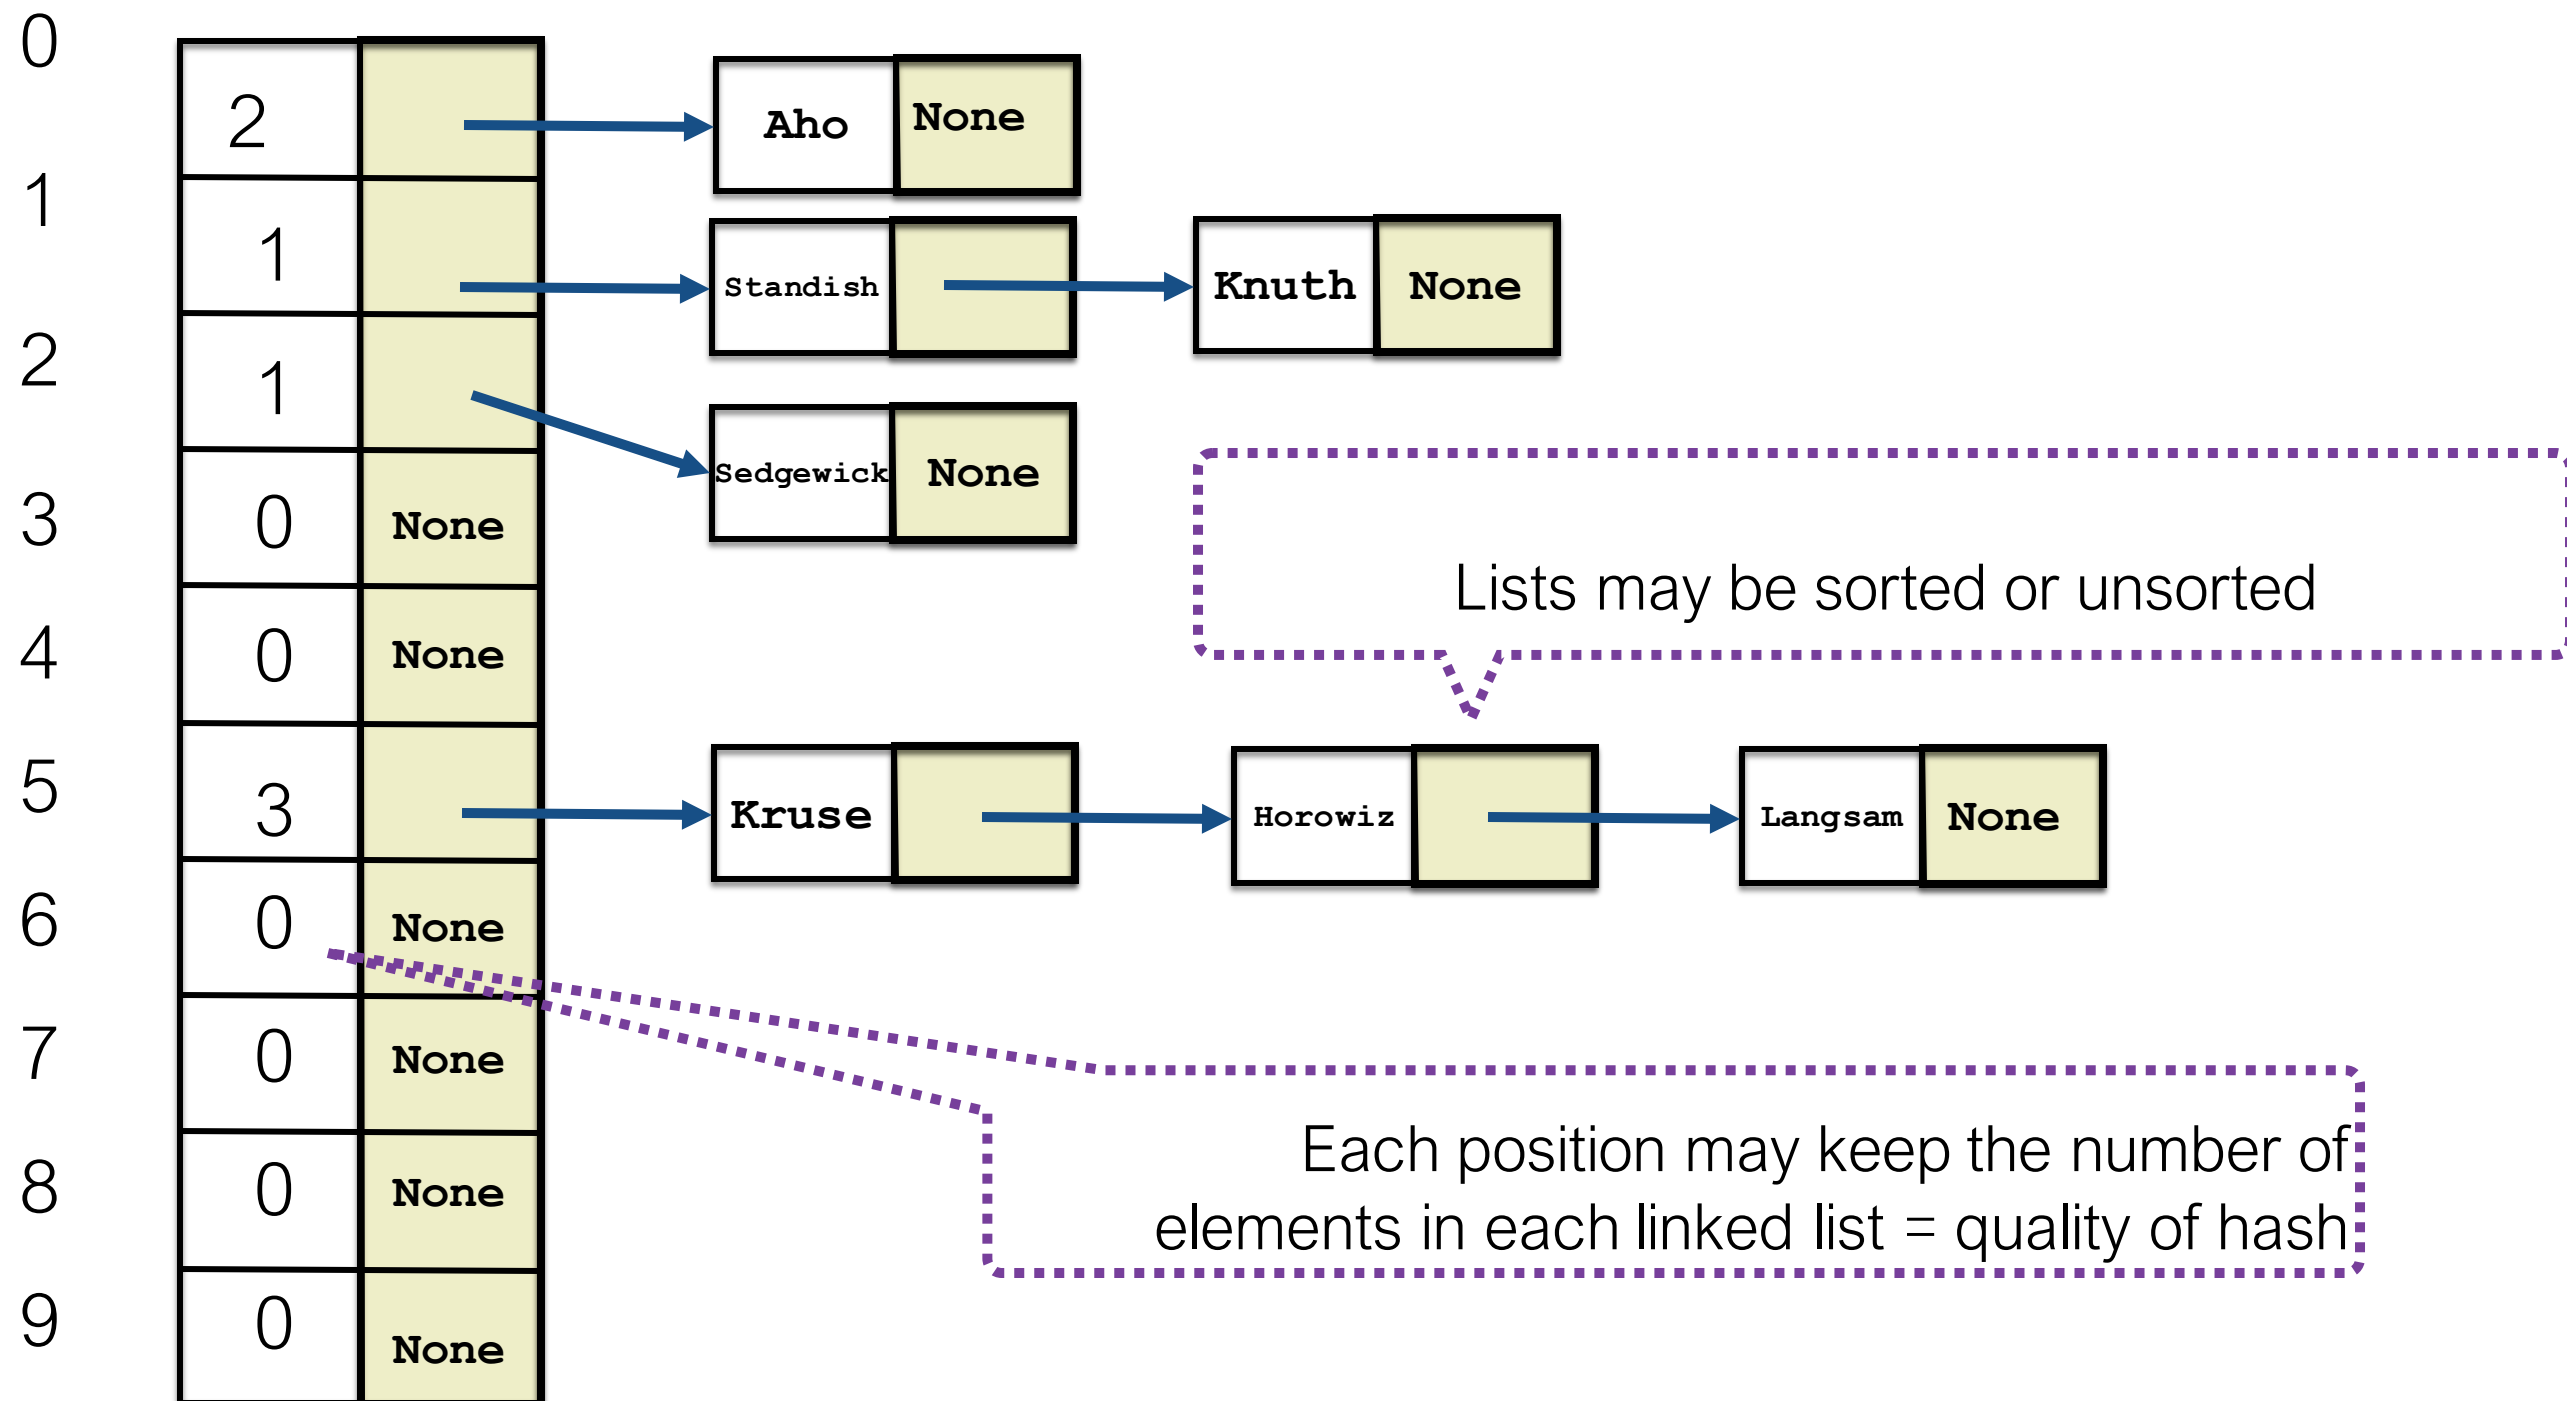 0
2
Aho None
1
1
Standish Knuth None
2
1
Sedgewick None
3
0 None
Lists may be sorted or unsorted
4
0 None
5
3
Kruse Horowiz Langsam None
6
0 None
7
0 None
Each position may keep the number of
elements in each linked list = quality of hash
8
0 None
9
0 None